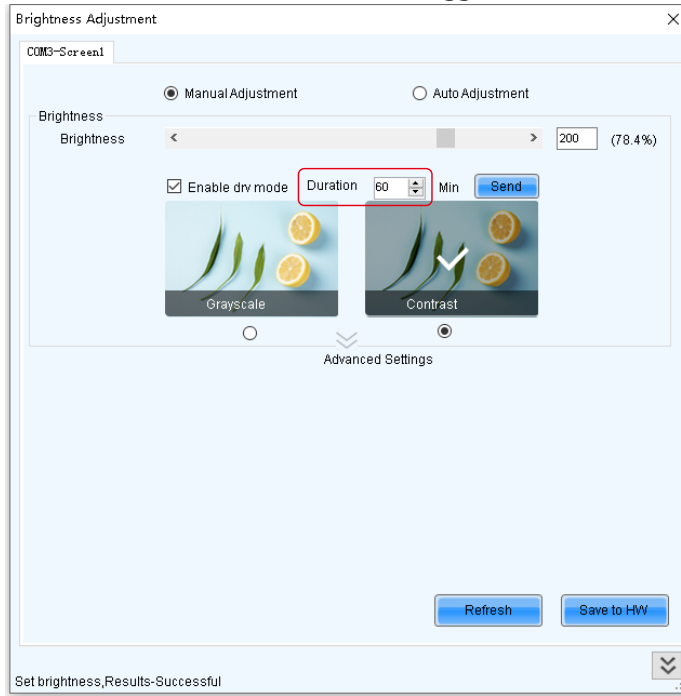 Brightness Adjustment
COM3-Screen1
Manual Adjustment Auto Adjustment
Brightness
Brightness 200 (78.4%)
Enable drv mode Duration 60 Min Send
Grayscale Contrast
Advanced Settings
Refresh Save to HW
Set brightness,Results-Successful